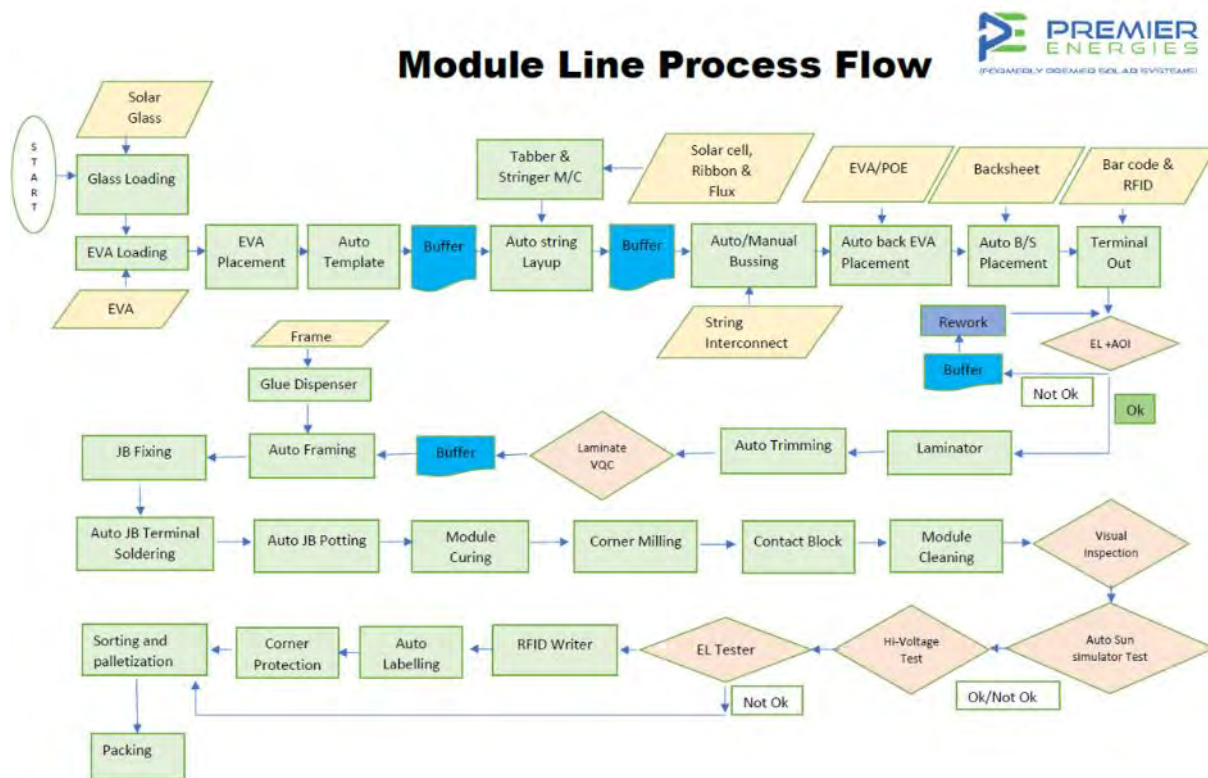 PREMIER
ENERGIES
(FORMERLY PREMIER SOLAR SYSTEMS)
Module Line Process Flow
START
Solar
Glass
Glass Loading
EVA Loading
EVA
EVA
Placement
Auto
Template
Buffer
Tabber &
Stringer M/C
Solar cell,
Ribbon &
Flux
Auto string
Layup
Buffer
Auto/Manual
Bussing
String
Interconnect
EVA/POE
Auto back EVA
Placement
Backsheet
Auto B/S
Placement
Bar code &
RFID
Terminal
Out
EL +AOI
Rework
Buffer
Not Ok
Ok
Laminator
Auto Trimming
Laminate
VQC
Buffer
Frame
Glue Dispenser
Auto Framing
JB Fixing
Auto JB Terminal
Soldering
Auto JB Potting
Module
Curing
Corner Milling
Contact Block
Module
Cleaning
Visual
Inspection
Auto Sun
simulator Test
Hi-Voltage
Test
Ok/Not Ok
EL Tester
Not Ok
RFID Writer
Auto
Labelling
Corner
Protection
Sorting and
palletization
Packing